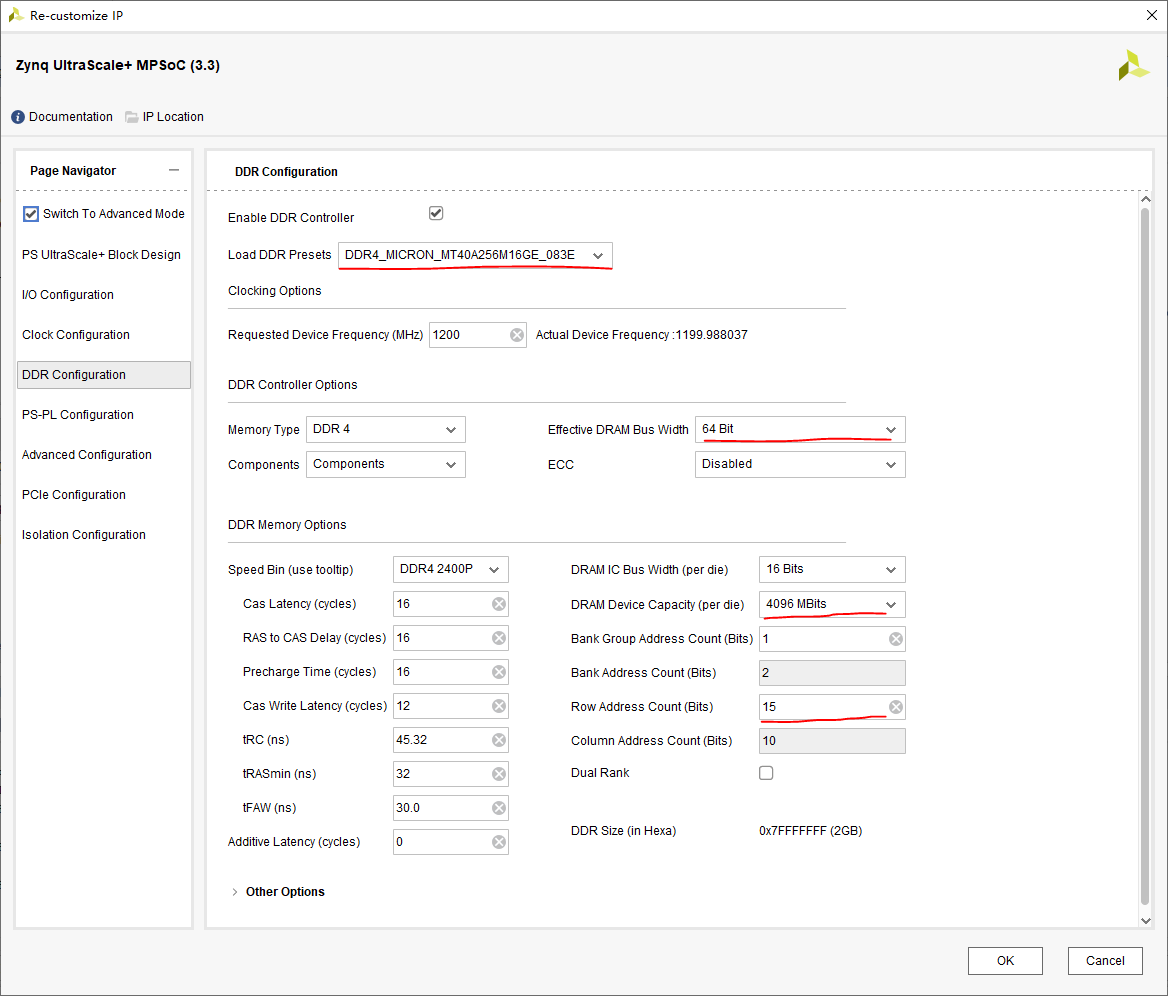 Re-customize IP
Zynq UltraScale+ MPSoC (3.3)
Documentation IP Location
Page Navigator
Switch To Advanced Mode
PS UltraScale+ Block Design
I/O Configuration
Clock Configuration
DDR Configuration
PS-PL Configuration
Advanced Configuration
PCIe Configuration
Isolation Configuration
DDR Configuration
Enable DDR Controller
Load DDR Presets DDR4_MICRON_MT40A256M16GE_083E
Clocking Options
Requested Device Frequency (MHz) 1200 Actual Device Frequency :1199.988037
DDR Controller Options
Memory Type DDR 4 Effective DRAM Bus Width 64 Bit
Components Components ECC Disabled
DDR Memory Options
Speed Bin (use tooltip) DDR4 2400P DRAM IC Bus Width (per die) 16 Bits
Cas Latency (cycles) 16 DRAM Device Capacity (per die) 4096 MBits
RAS to CAS Delay (cycles) 16 Bank Group Address Count (Bits) 1
Precharge Time (cycles) 16 Bank Address Count (Bits) 2
Cas Write Latency (cycles) 12 Row Address Count (Bits) 15
tRC (ns) 45.32 Column Address Count (Bits) 10
tRASmin (ns) 32 Dual Rank
tFAW (ns) 30.0
Additive Latency (cycles) 0 DDR Size (in Hexa) 0x7FFFFFFF (2GB)
Other Options
OK Cancel